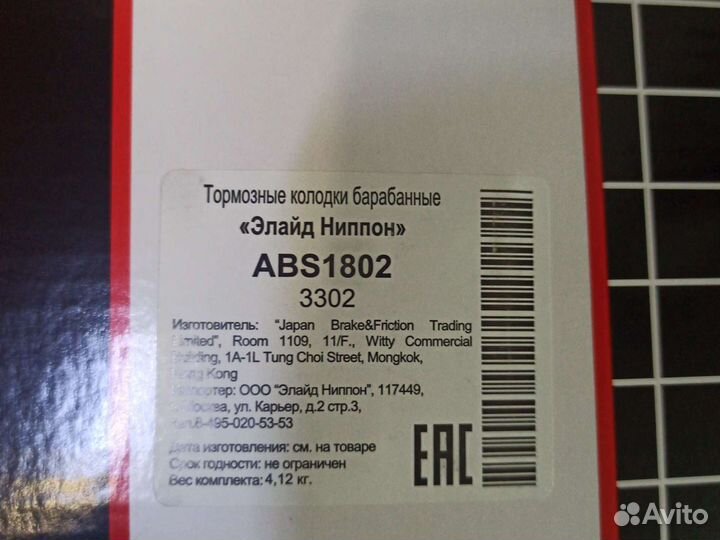 Тормозные колодки барабанные
«Элайд Ниппон»
ABS1802
3302
Изготовитель: "Japan Brake&Friction Trading
Limited", Room 1109, 11/F., Witty Commercial
Building, 1A-1L Tung Choi Street, Mongkok,
Hong Kong
Импортер: ООО "Элайд Ниппон", 117449,
г.Москва, ул. Карьер, д.2 стр.3,
тел.8-495-020-53-53
Дата изготовления: см. на товаре
Срок годности: не ограничен
Вес комплекта: 4,12 кг.
EAC
Avito